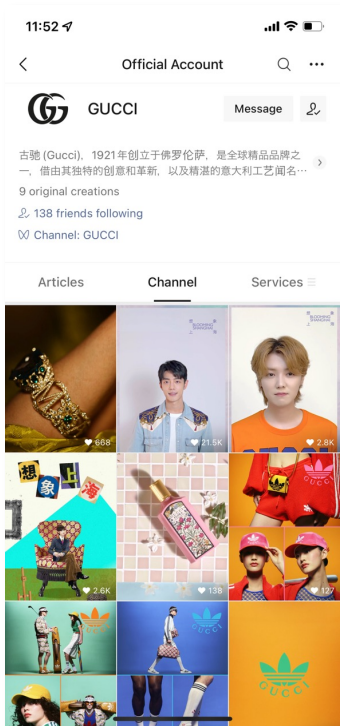 11:52
Official Account
GUCCI
Message
古驰 (Gucci)，1921年创立于佛罗伦萨，是全球精品品牌之
一，借由其独特的创意和革新，以及精湛的意大利工艺闻名…
9 original creations
138 friends following
Channel: GUCCI
Articles
Channel
Services
668
21.5K
2.8K
想
象
上
海
2.6K
138
GUCCI
127
GUCCI
GUCCI
GUCCI